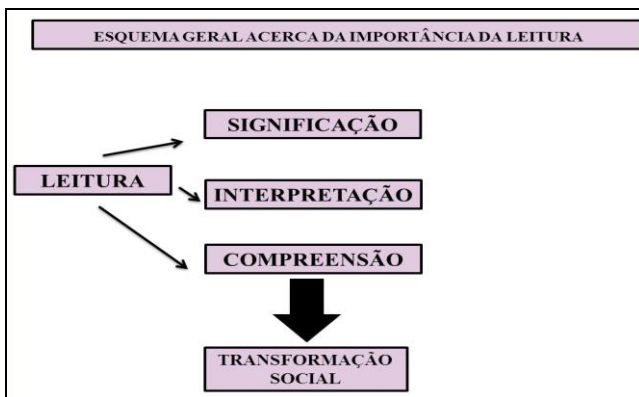 ESQUEMA GERAL ACERCA DA IMPORTÂNCIA DA LEITURA
SIGNIFICAÇÃO
LEITURA
INTERPRETAÇÃO
COMPREENSÃO
TRANSFORMAÇÃO
SOCIAL